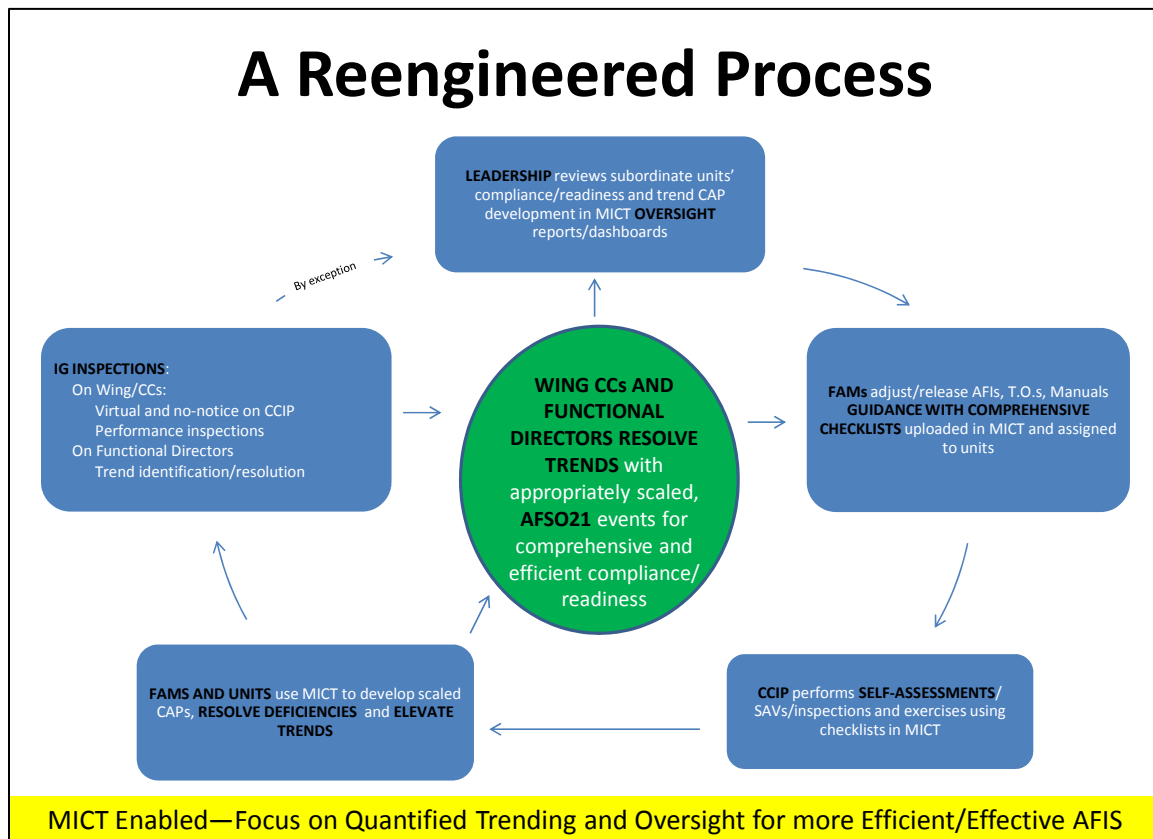 A Reengineered Process
LEADERSHIP reviews subordinate units'
compliance/readiness and trend CAP
development in MICT OVERSIGHT
reports/dashboards
By exception
IG INSPECTIONS:
On Wing/CCs:
Virtual and no-notice on CCIP
Performance inspections
On Functional Directors
Trend identification/resolution
WING CCs AND
FUNCTIONAL
DIRECTORS RESOLVE
TRENDS with
appropriately scaled,
AFSO21 events for
comprehensive and
efficient compliance/
readiness
FAMs adjust/release AFIs, T.O.s, Manuals
GUIDANCE WITH COMPREHENSIVE
CHECKLISTS uploaded in MICT and assigned
to units
FAMS AND UNITS use MICT to develop scaled
CAPs, RESOLVE DEFICIENCIES and ELEVATE
TRENDS
CCIP performs SELF-ASSESSMENTS/
SAVs/inspections and exercises using
checklists in MICT
MICT Enabled—Focus on Quantified Trending and Oversight for more Efficient/Effective AFIS